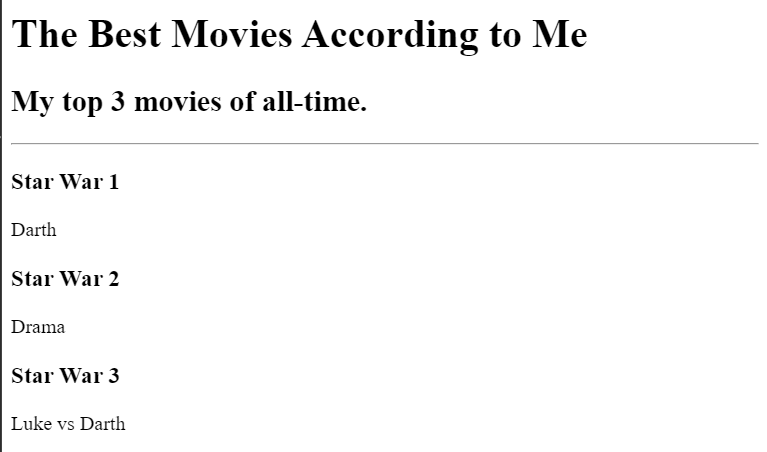 The Best Movies According to Me
My top 3 movies of all-time.
Star War 1
Darth
Star War 2
Drama
Star War 3
Luke vs Darth